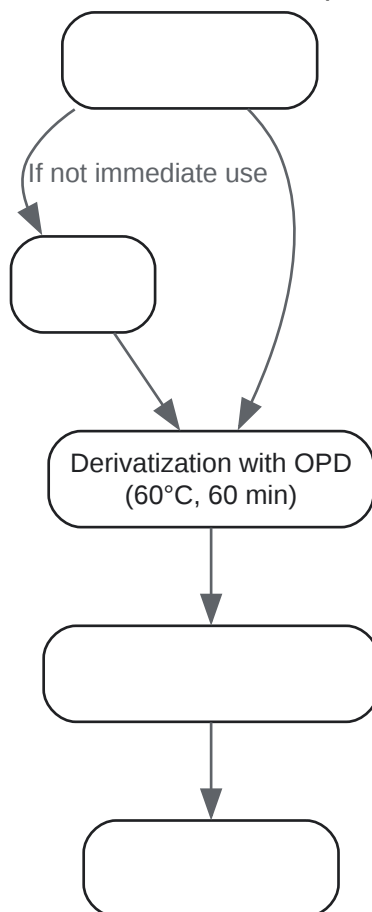 If not immediate use
Derivatization with OPD
(60°C, 60 min)